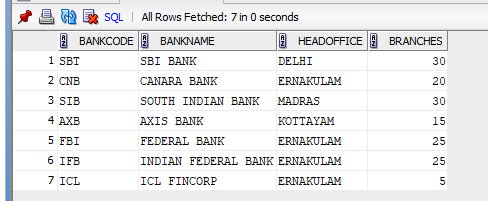 SQL | All Rows Fetched: 7 in 0 seconds
BANKCODE BANKNAME HEADOFFICE BRANCHES
1 SBT SBI BANK DELHI 30
2 CNB CANARA BANK ERNAKULAM 20
3 SIB SOUTH INDIAN BANK MADRAS 30
4 AXB AXIS BANK KOTTAYAM 15
5 FBI FEDERAL BANK ERNAKULAM 25
6 IFB INDIAN FEDERAL BANK ERNAKULAM 25
7 ICL ICL FINCORP ERNAKULAM 5